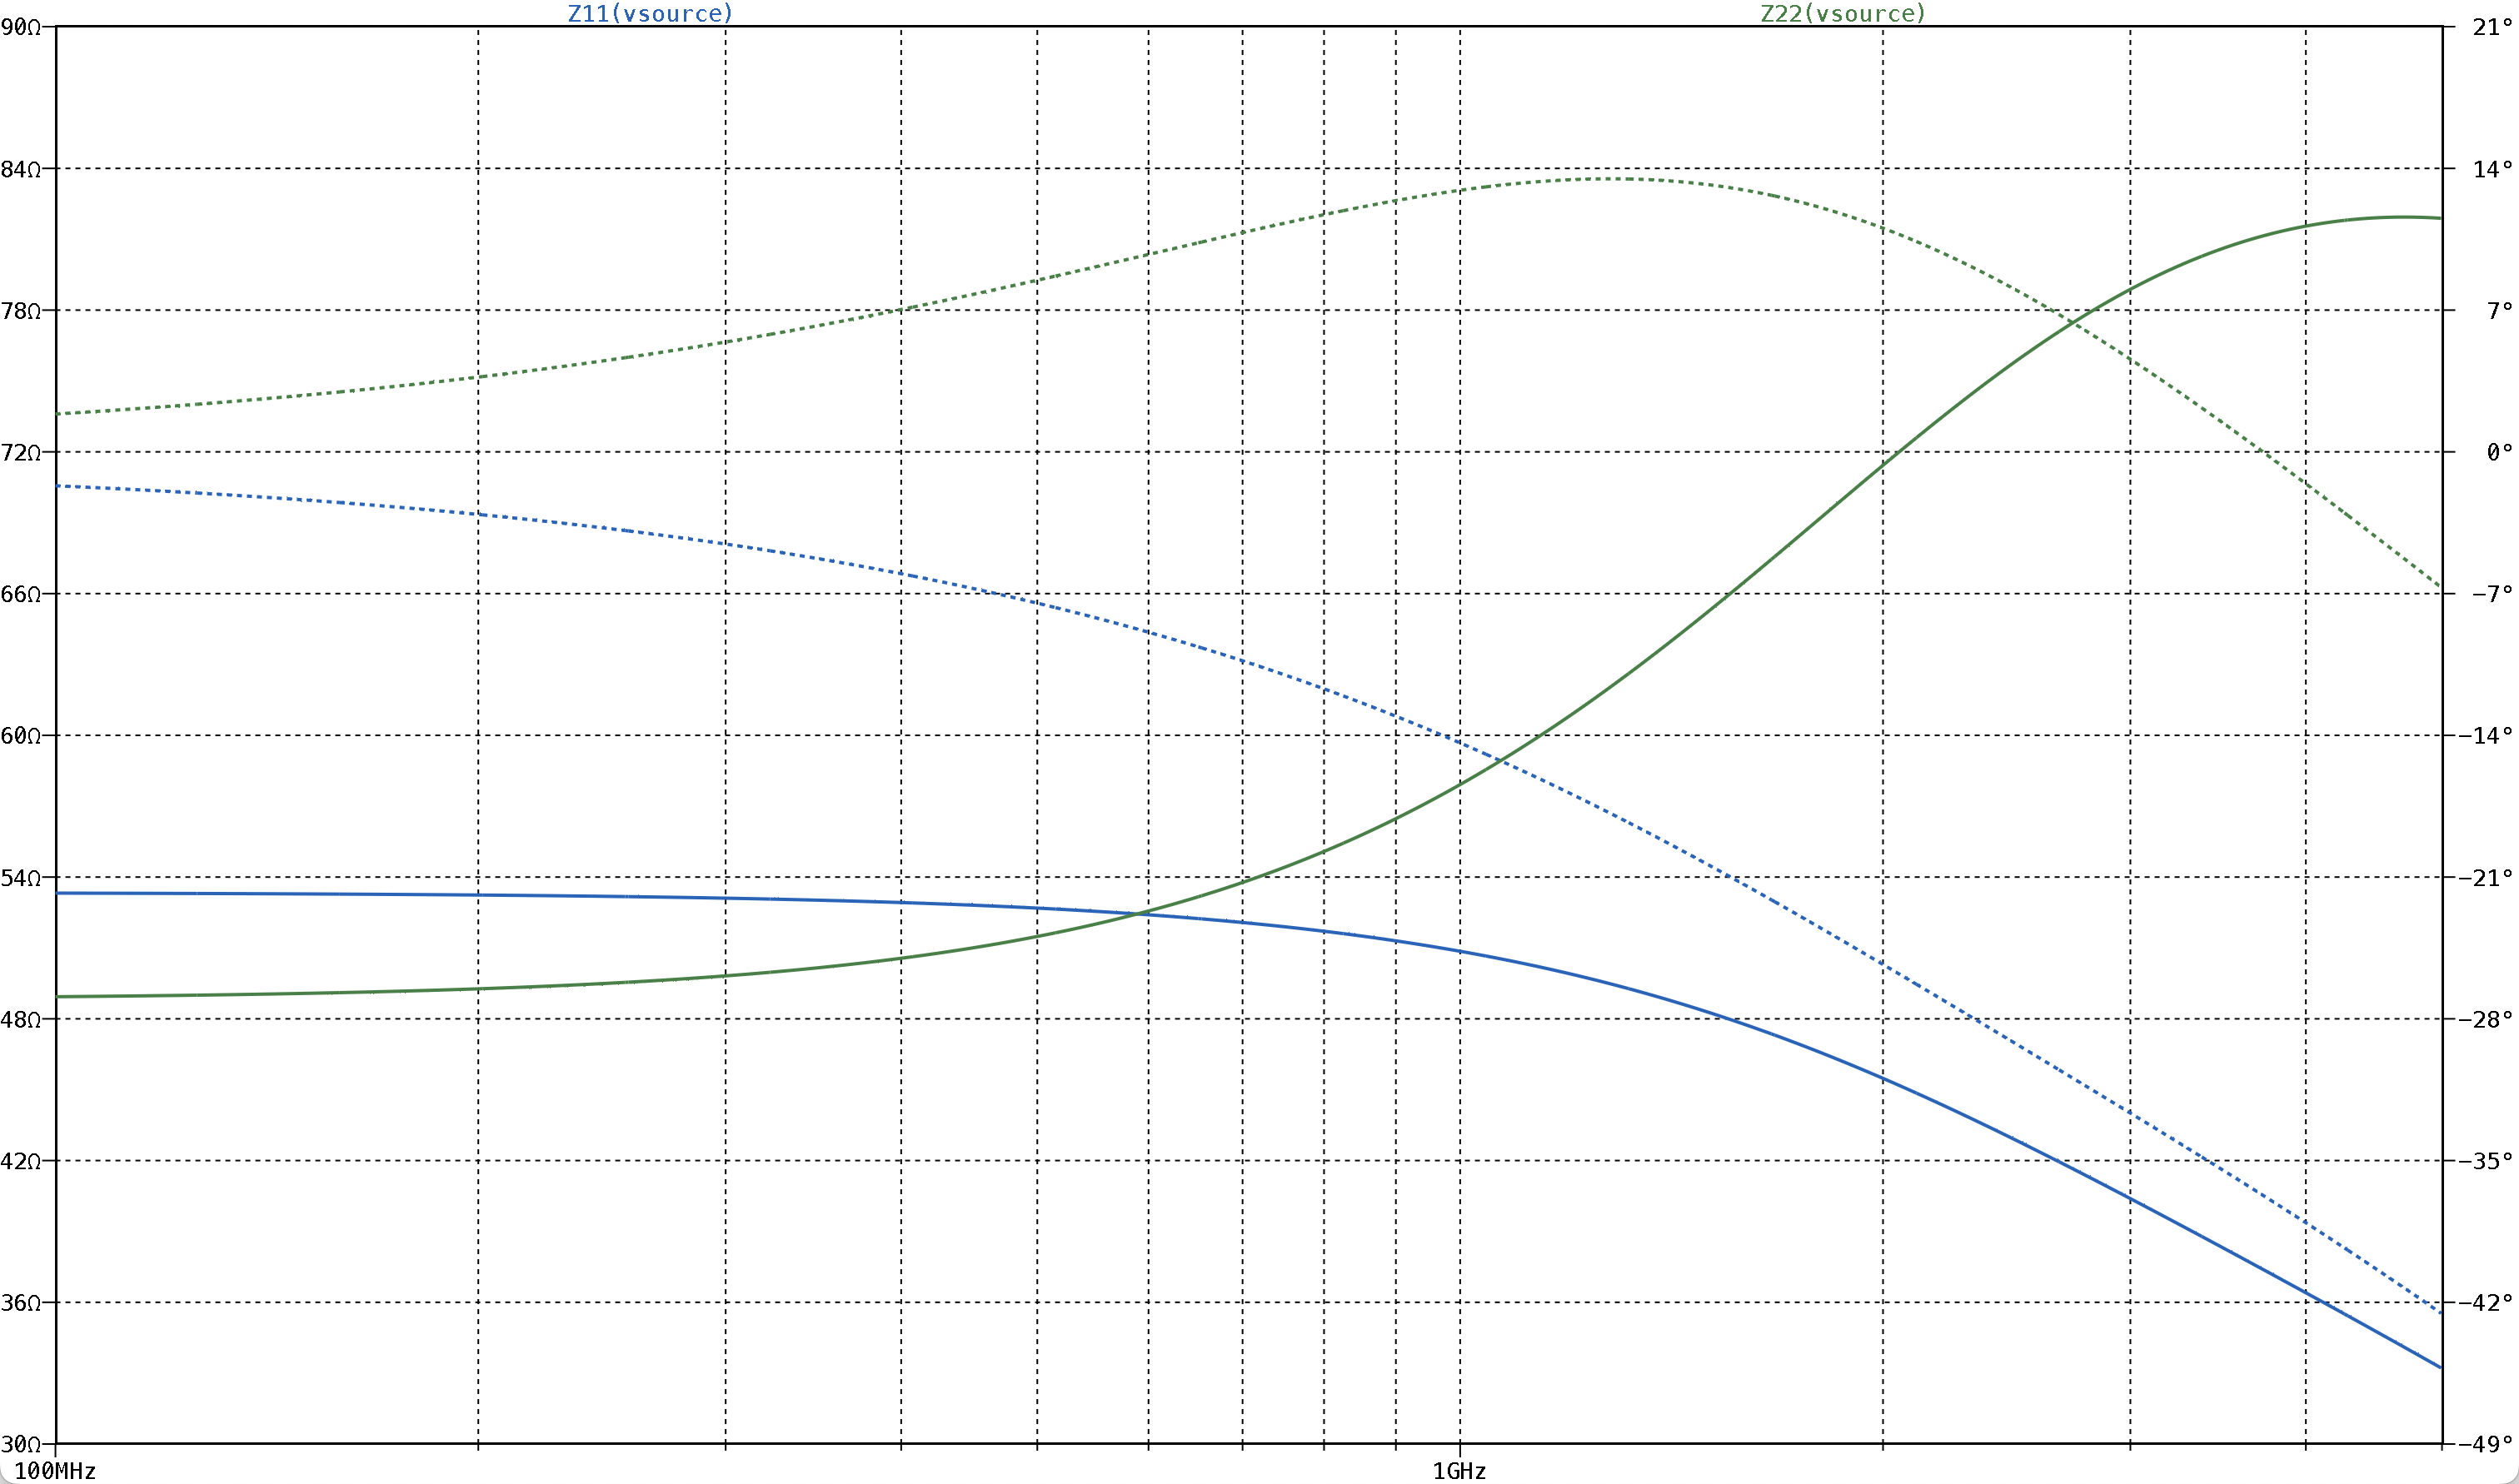 Z11(vsource) Z22(vsource)
90Ω 21°
84Ω 14°
78Ω 7°
72Ω 0°
66Ω -7°
60Ω -14°
54Ω -21°
48Ω -28°
42Ω -35°
36Ω -42°
30Ω -49°
100MHz 1GHz